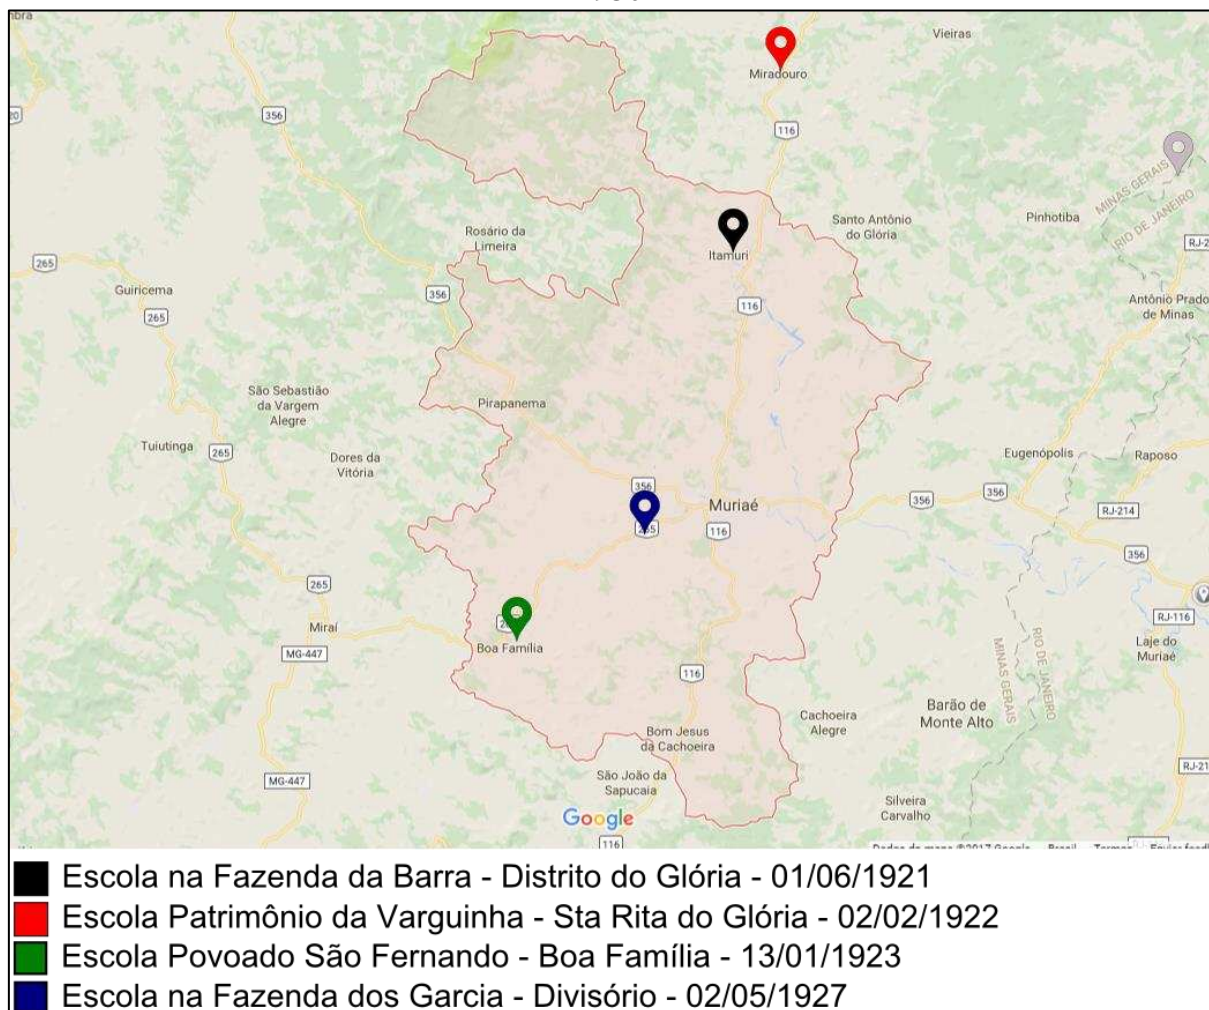 Vieiras
Miradouro
356
116
MINAS GERAIS
RIO DE JANEIRO
Santo Antônio
do Glória
Pinhotiba
Rosário da
Limeira
Itamuri
265
Guiricema
356
116
265
Antônio Prado
de Minas
São Sebastião
da Vargem
Alegre
Pirapanema
Tuiutinga
265
Dores da
Vitória
Eugenópolis
Raposo
356
Muriaé
356
356
RJ-214
116
356
265
Miraí
MG-447
Boa Família
RJ-116
Laje do
Muriaé
RIO DE JANEIRO
MINAS GERAIS
116
Barão de
Monte Alto
Cachoeira
Alegre
Bom Jesus
da Cachoeira
MG-447
São João da
Sapucaia
Silveira
Carvalho
Google
116
Escola na Fazenda da Barra - Distrito do Glória - 01/06/1921
Escola Patrimônio da Varguinha - Sta Rita do Glória - 02/02/1922
Escola Povoado São Fernando - Boa Família - 13/01/1923
Escola na Fazenda dos Garcia - Divisório - 02/05/1927